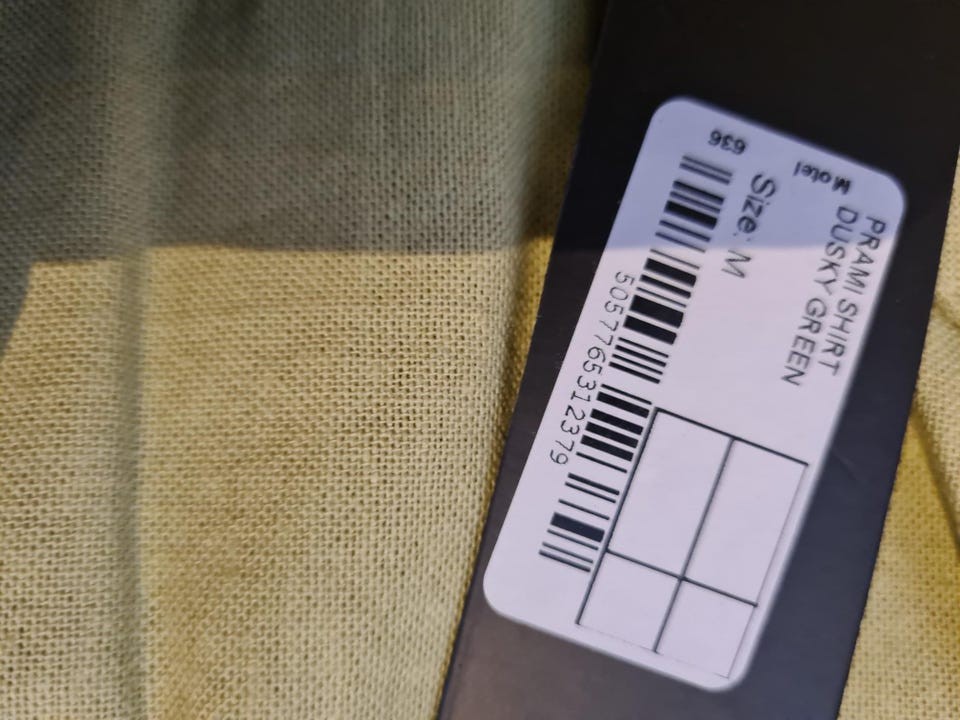 Motel
PRAMI SHIRT
DUSKY GREEN
Size: M
636
5057765312379